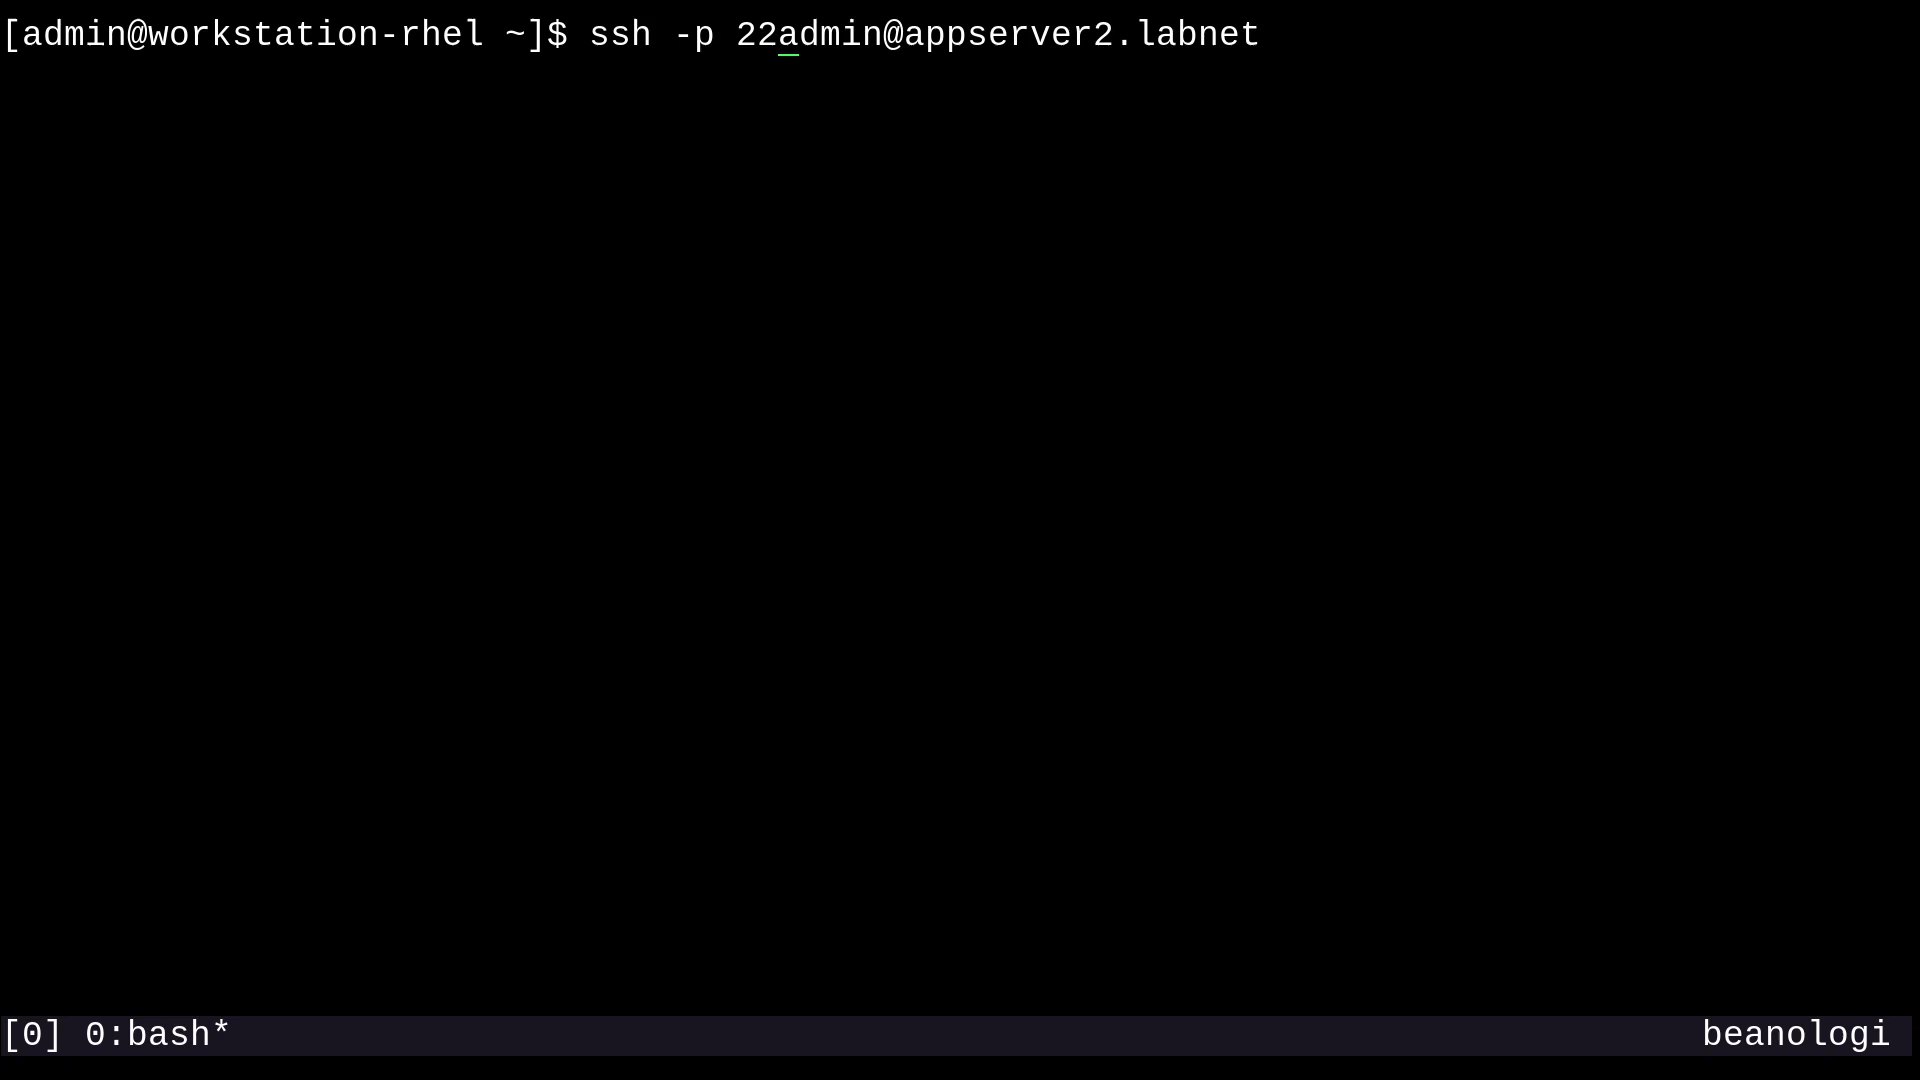 [admin@workstation-rhel ~]$ ssh -p 22admin@appserver2.labnet
[0] 0:bash* beanologi